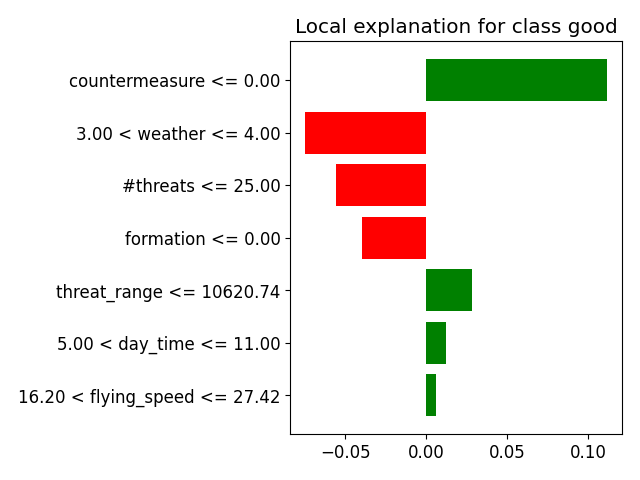 Local explanation for class good
countermeasure <= 0.00
3.00 < weather <= 4.00
#threats <= 25.00
formation <= 0.00
threat_range <= 10620.74
5.00 < day_time <= 11.00
16.20 < flying_speed <= 27.42
−0.05 0.00 0.05 0.10